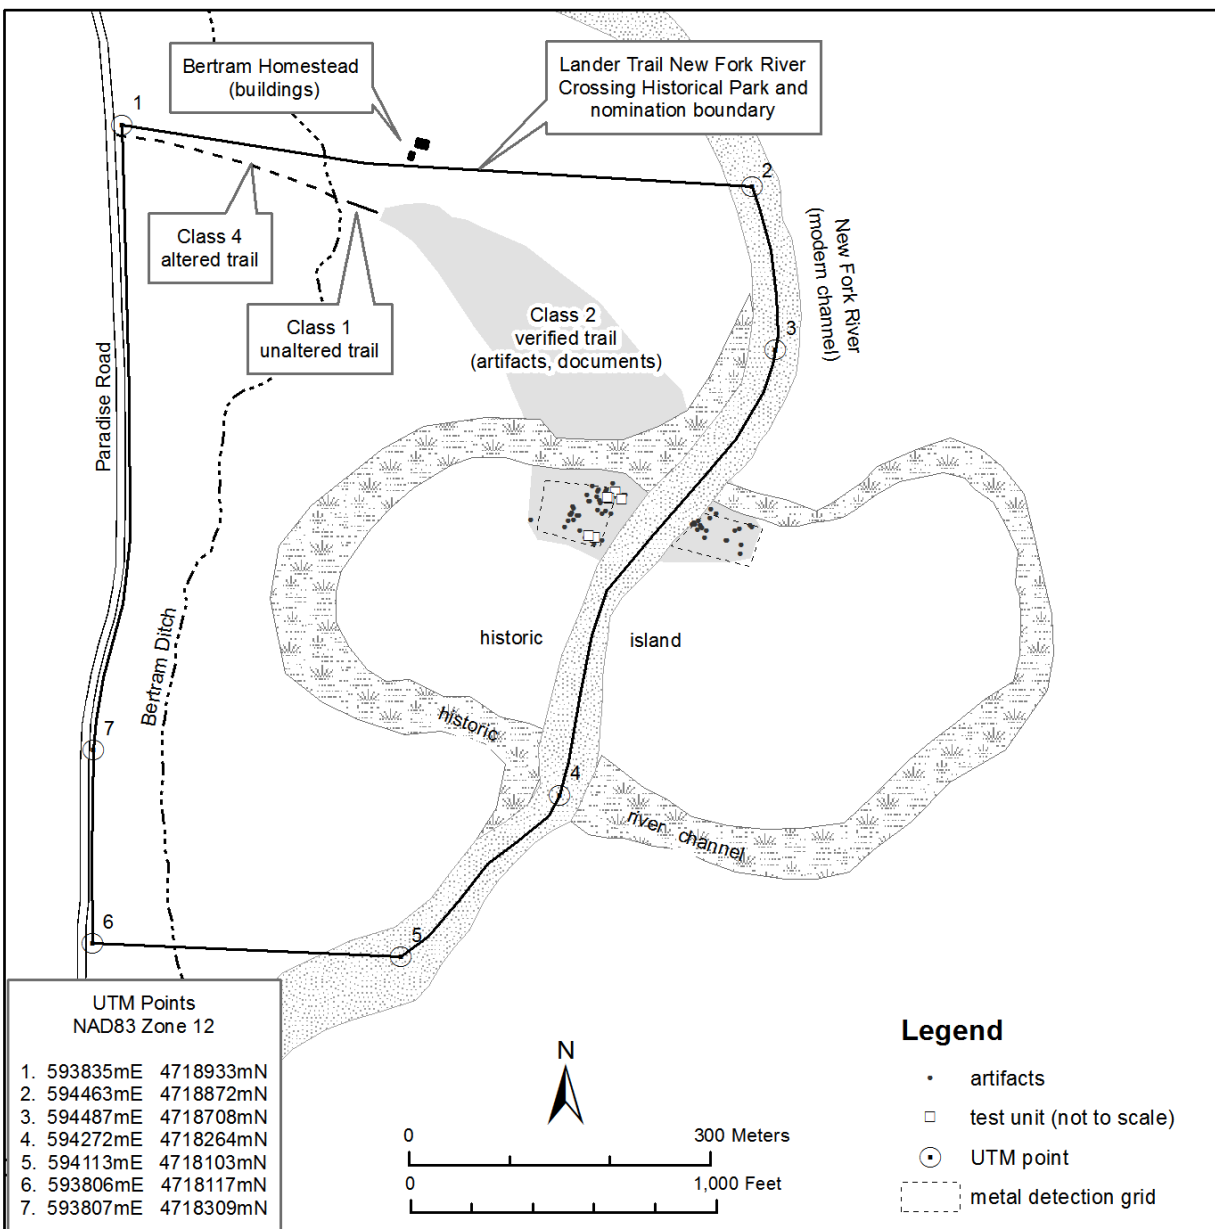 Bertram Homestead
(buildings)
Lander Trail New Fork River
Crossing Historical Park and
nomination boundary
1
2
Class 4
altered trail
New Fork River
(modern channel)
Class 1
unaltered trail
Class 2
verified trail
(artifacts, documents)
3
Paradise Road
Bertram Ditch
historic island
7
historic
4
river channel
6
5
UTM Points
NAD83 Zone 12
1. 593835mE 4718933mN
2. 594463mE 4718872mN
3. 594487mE 4718708mN
4. 594272mE 4718264mN
5. 594113mE 4718103mN
6. 593806mE 4718117mN
7. 593807mE 4718309mN
N
0 300 Meters
0 1,000 Feet
Legend
artifacts
test unit (not to scale)
UTM point
metal detection grid